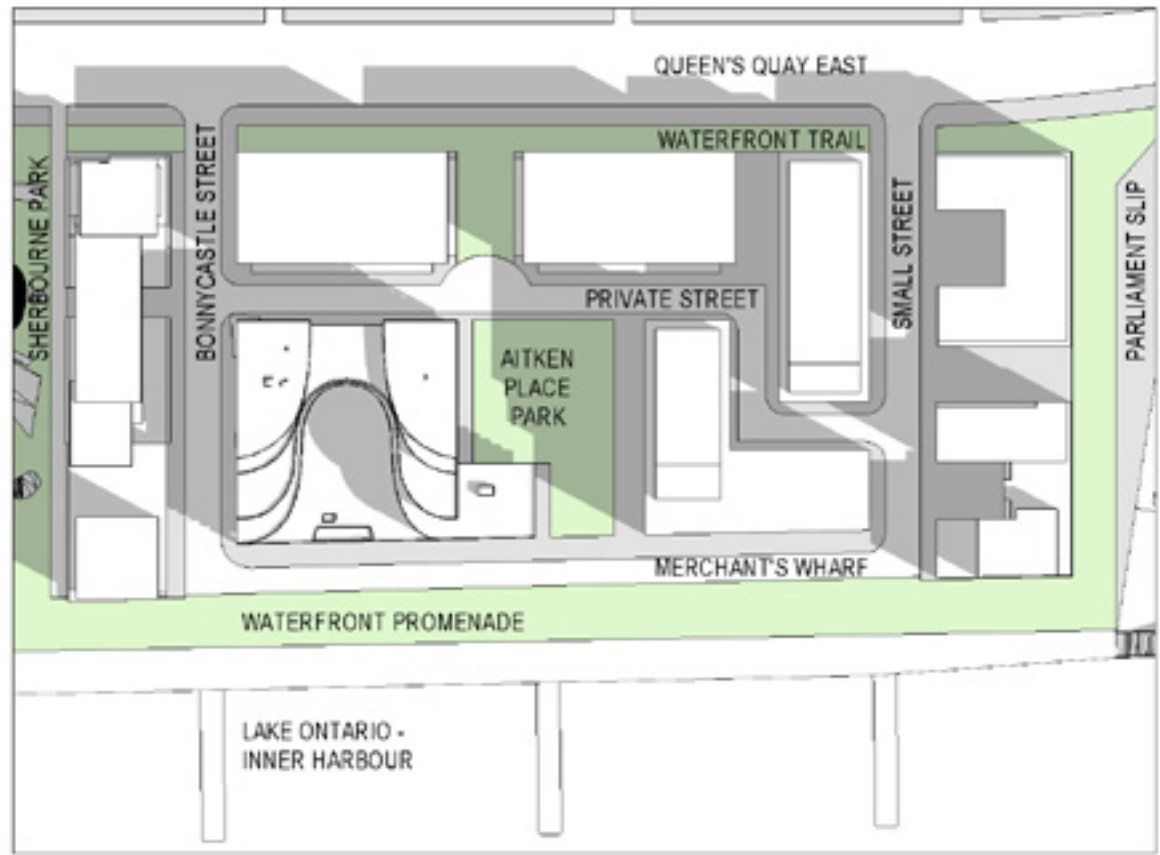 QUEEN'S QUAY EAST
WATERFRONT TRAIL
SHERBOURNE PARK
BONNYCASTLE STREET
SMALL STREET
PARLIAMENT SLIP
PRIVATE STREET
AITKEN
PLACE
PARK
MERCHANT'S WHARF
WATERFRONT PROMENADE
LAKE ONTARIO -
INNER HARBOUR